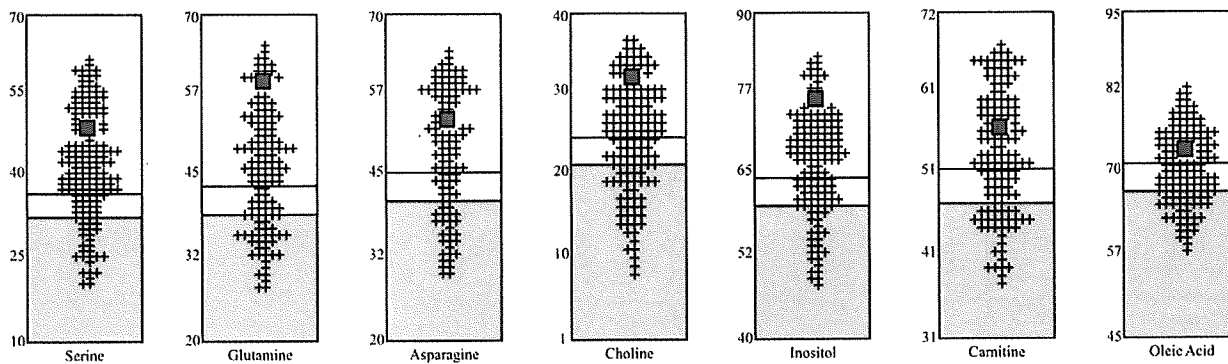 70 70 70 40 90 72 95
55 57 57 30 77 61 82
40 45 45 20 65 51 70
25 32 32 10 52 41 57
10 20 20 1 40 31 45
Serine Glutamine Asparagine Choline Inositol Carnitine Oleic Acid